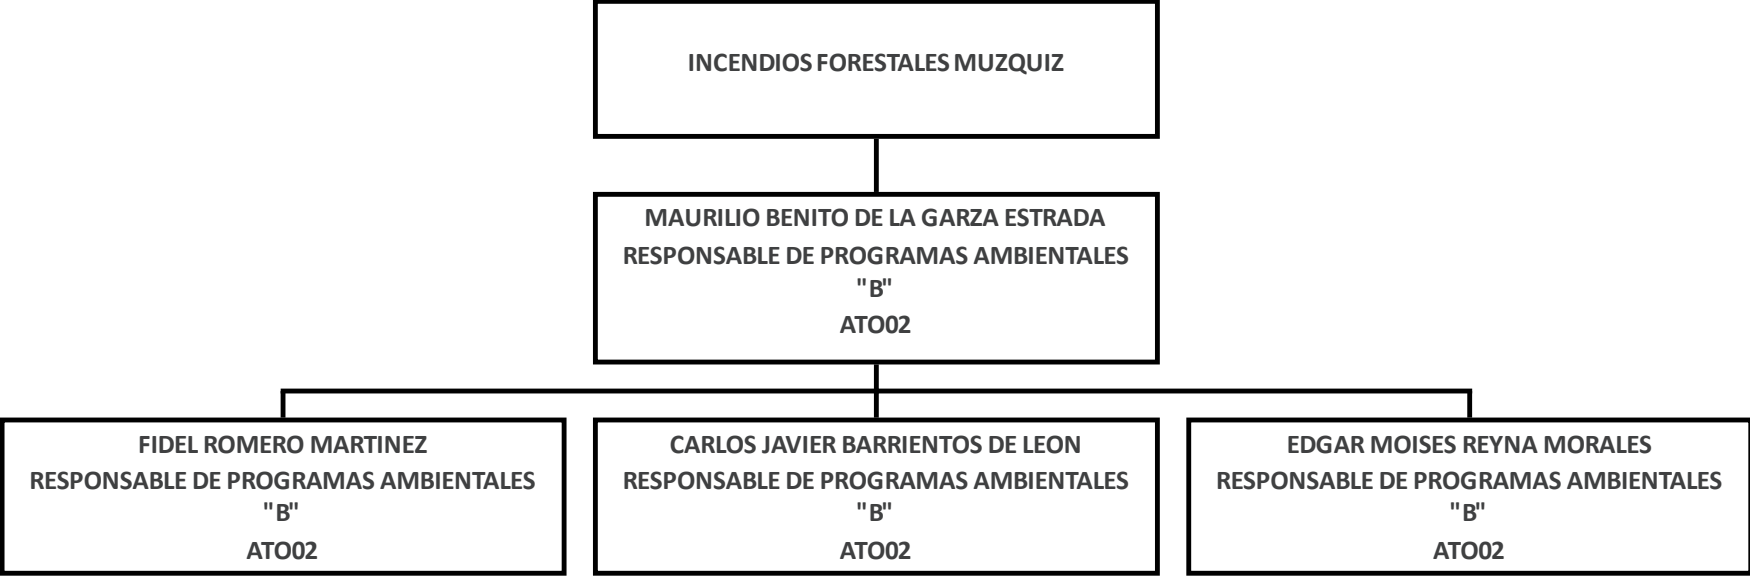 INCENDIOS FORESTALES MUZQUIZ
MAURILIO BENITO DE LA GARZA ESTRADA
RESPONSABLE DE PROGRAMAS AMBIENTALES
"B"
ATO02
FIDEL ROMERO MARTINEZ
RESPONSABLE DE PROGRAMAS AMBIENTALES
"B"
ATO02
CARLOS JAVIER BARRIENTOS DE LEON
RESPONSABLE DE PROGRAMAS AMBIENTALES
"B"
ATO02
EDGAR MOISES REYNA MORALES
RESPONSABLE DE PROGRAMAS AMBIENTALES
"B"
ATO02